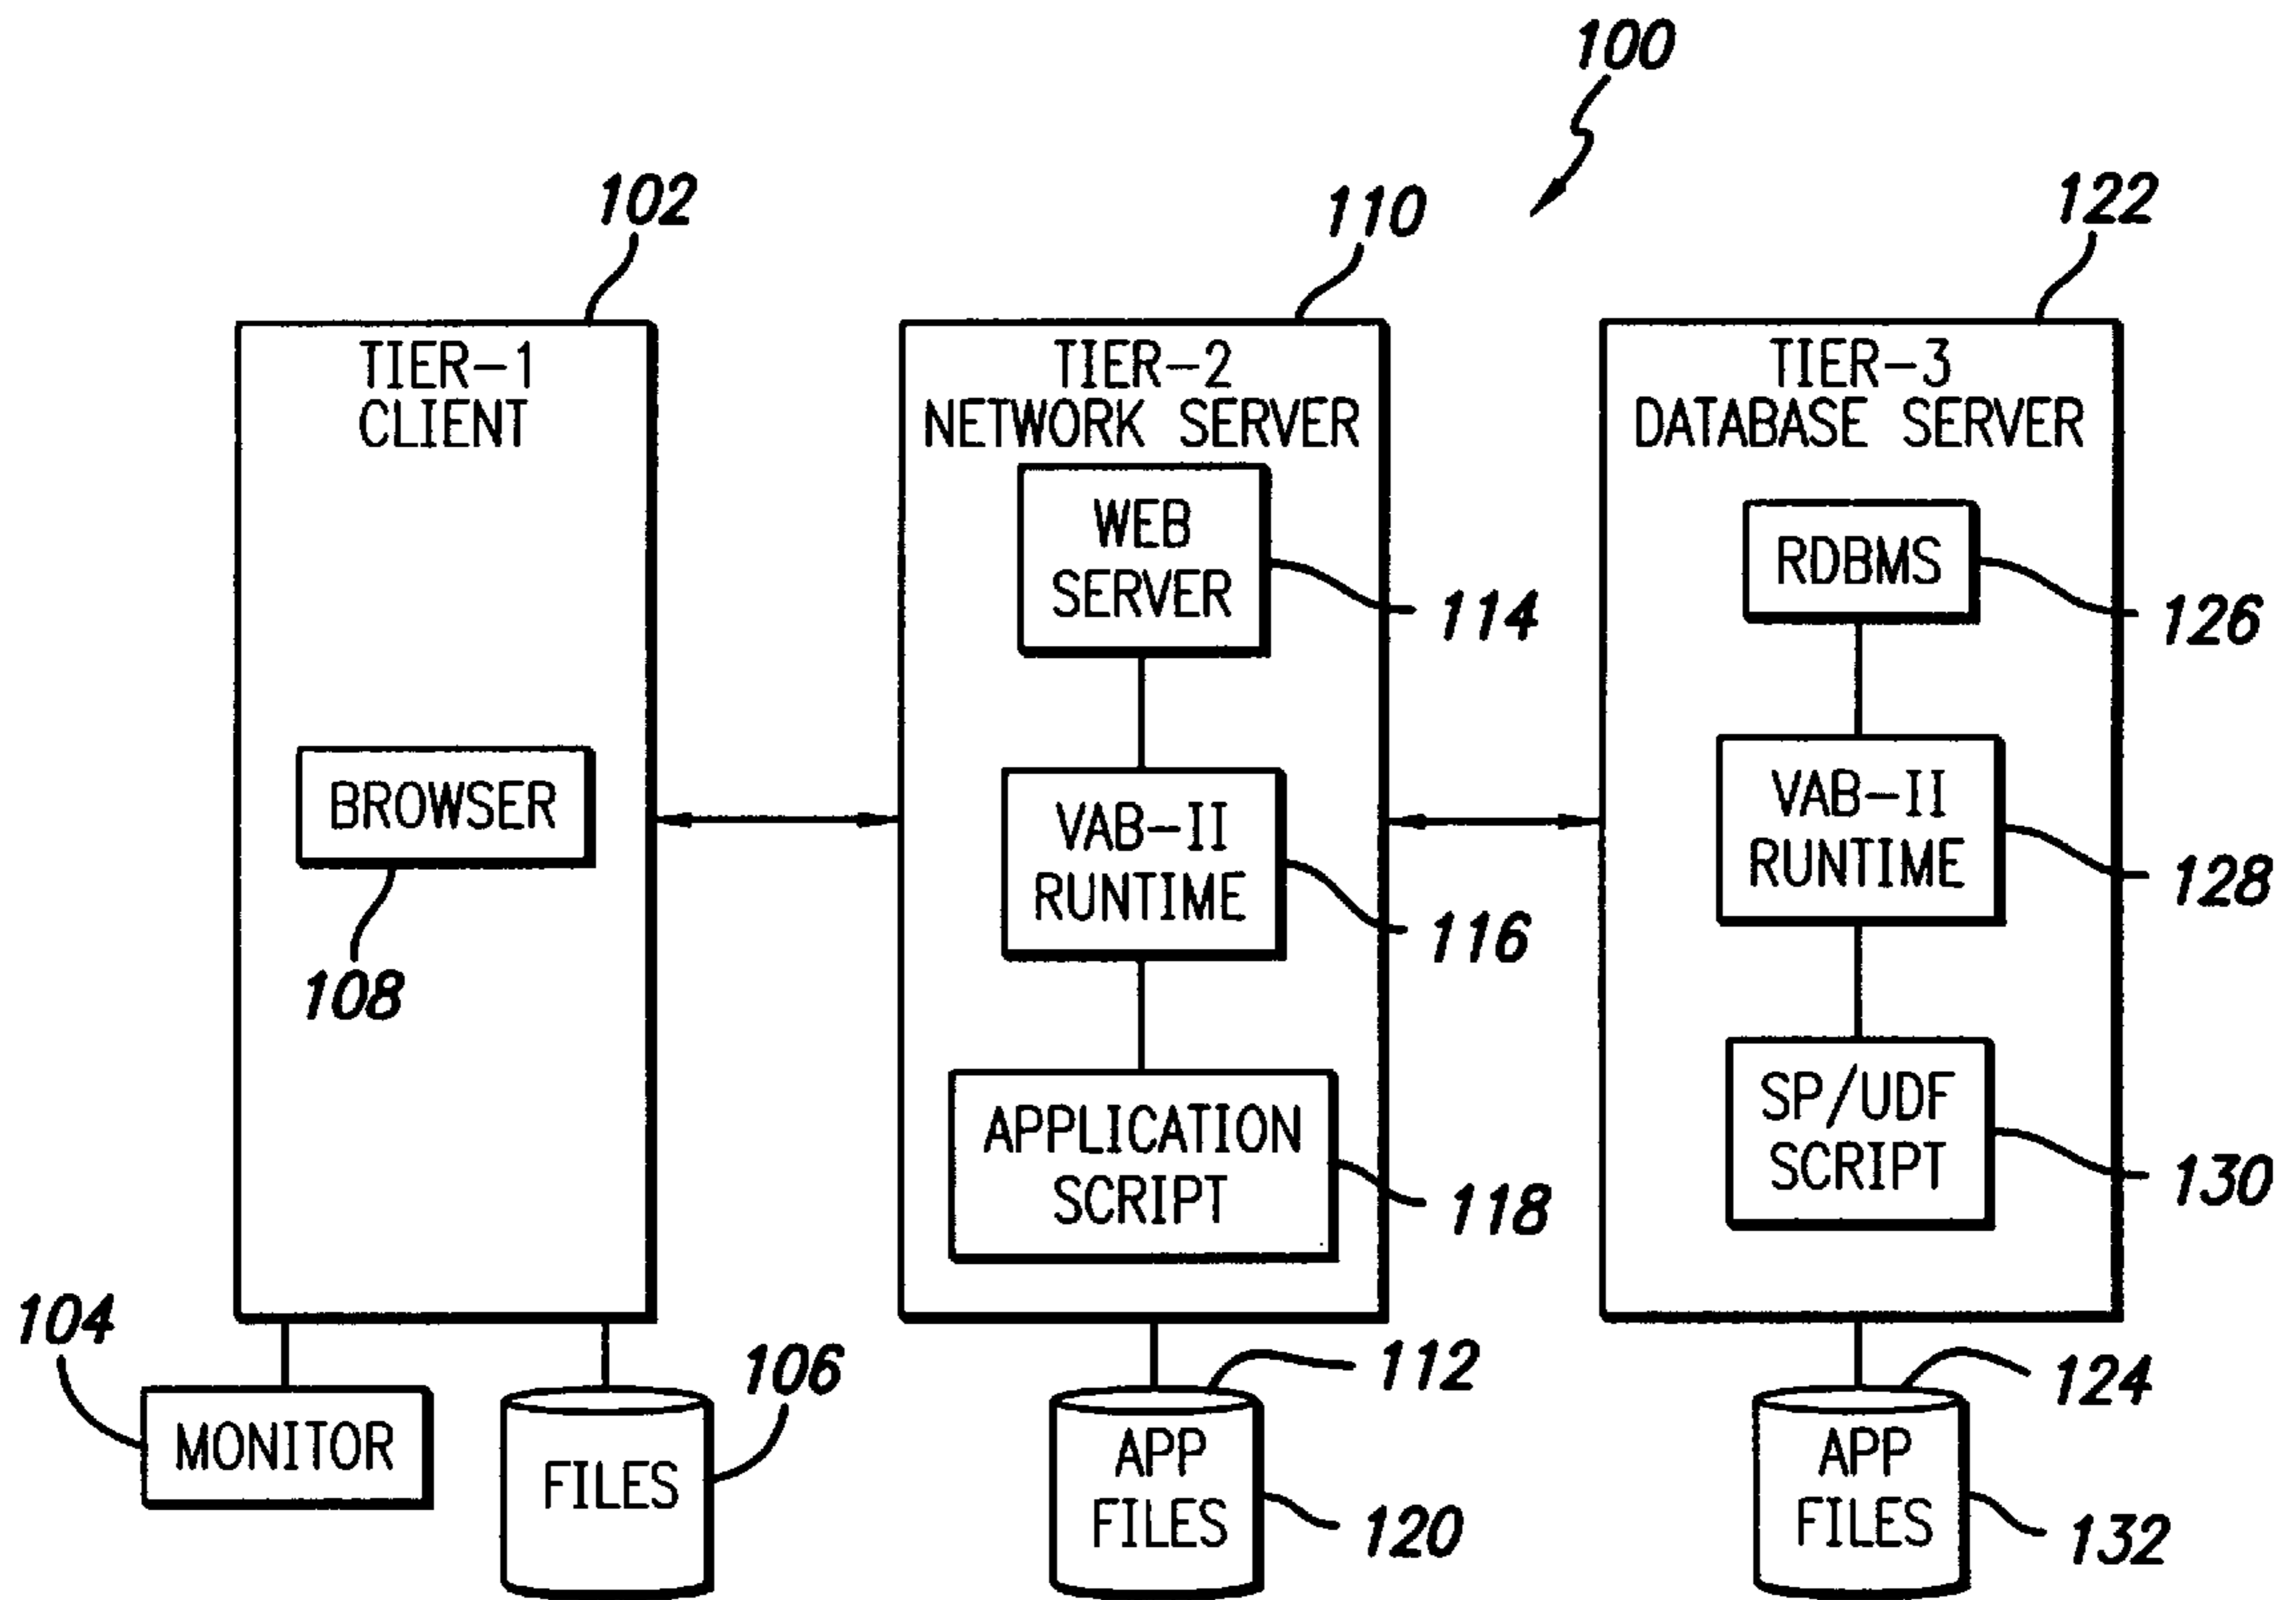 100
102
110
122
TIER-1
CLIENT
TIER-2
NETWORK SERVER
TIER-3
DATABASE SERVER
WEB
SERVER
114
RDBMS
126
BROWSER
108
VAB-II
RUNTIME
116
VAB-II
RUNTIME
128
APPLICATION
SCRIPT
118
SP/UDF
SCRIPT
130
104
MONITOR
106
FILES
112
APP
FILES
120
124
APP
FILES
132